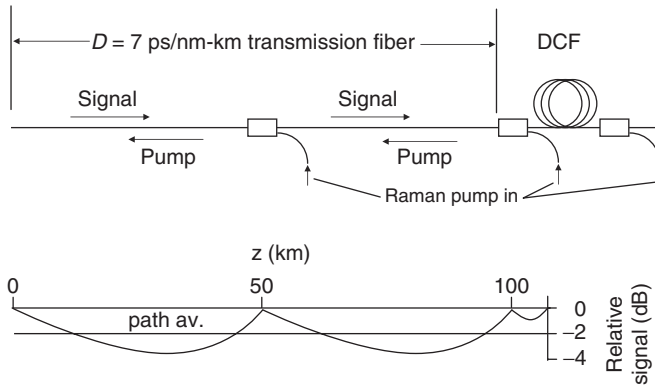 D = 7 ps/nm-km transmission fiber
DCF
Signal
Signal
Pump
Pump
Raman pump in
z (km)
0
50
100
path av.
0
–2
–4
Relative
signal (dB)